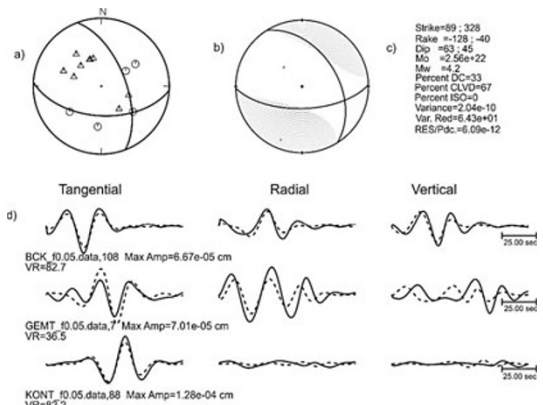 N
a)
b)
c)
Strike=89 ; 328
Rake =-128 ; -40
Dip =63 ; 45
Mo =2.56e+22
Mw =4.2
Percent DC=33
Percent CLVD=67
Percent ISO=0
Variance=2.04e-10
Var. Red=6.43e+01
RES/Pdc.=6.09e-12
Tangential Radial Vertical
d)
25.00 sec
BCK_f0.05.data,108 Max Amp=6.67e-05 cm
VR=82.7
25.00 sec
GEMT_f0.05.data,7 Max Amp=7.01e-05 cm
VR=36.5
25.00 sec
KONT_f0.05.data,88 Max Amp=1.28e-04 cm